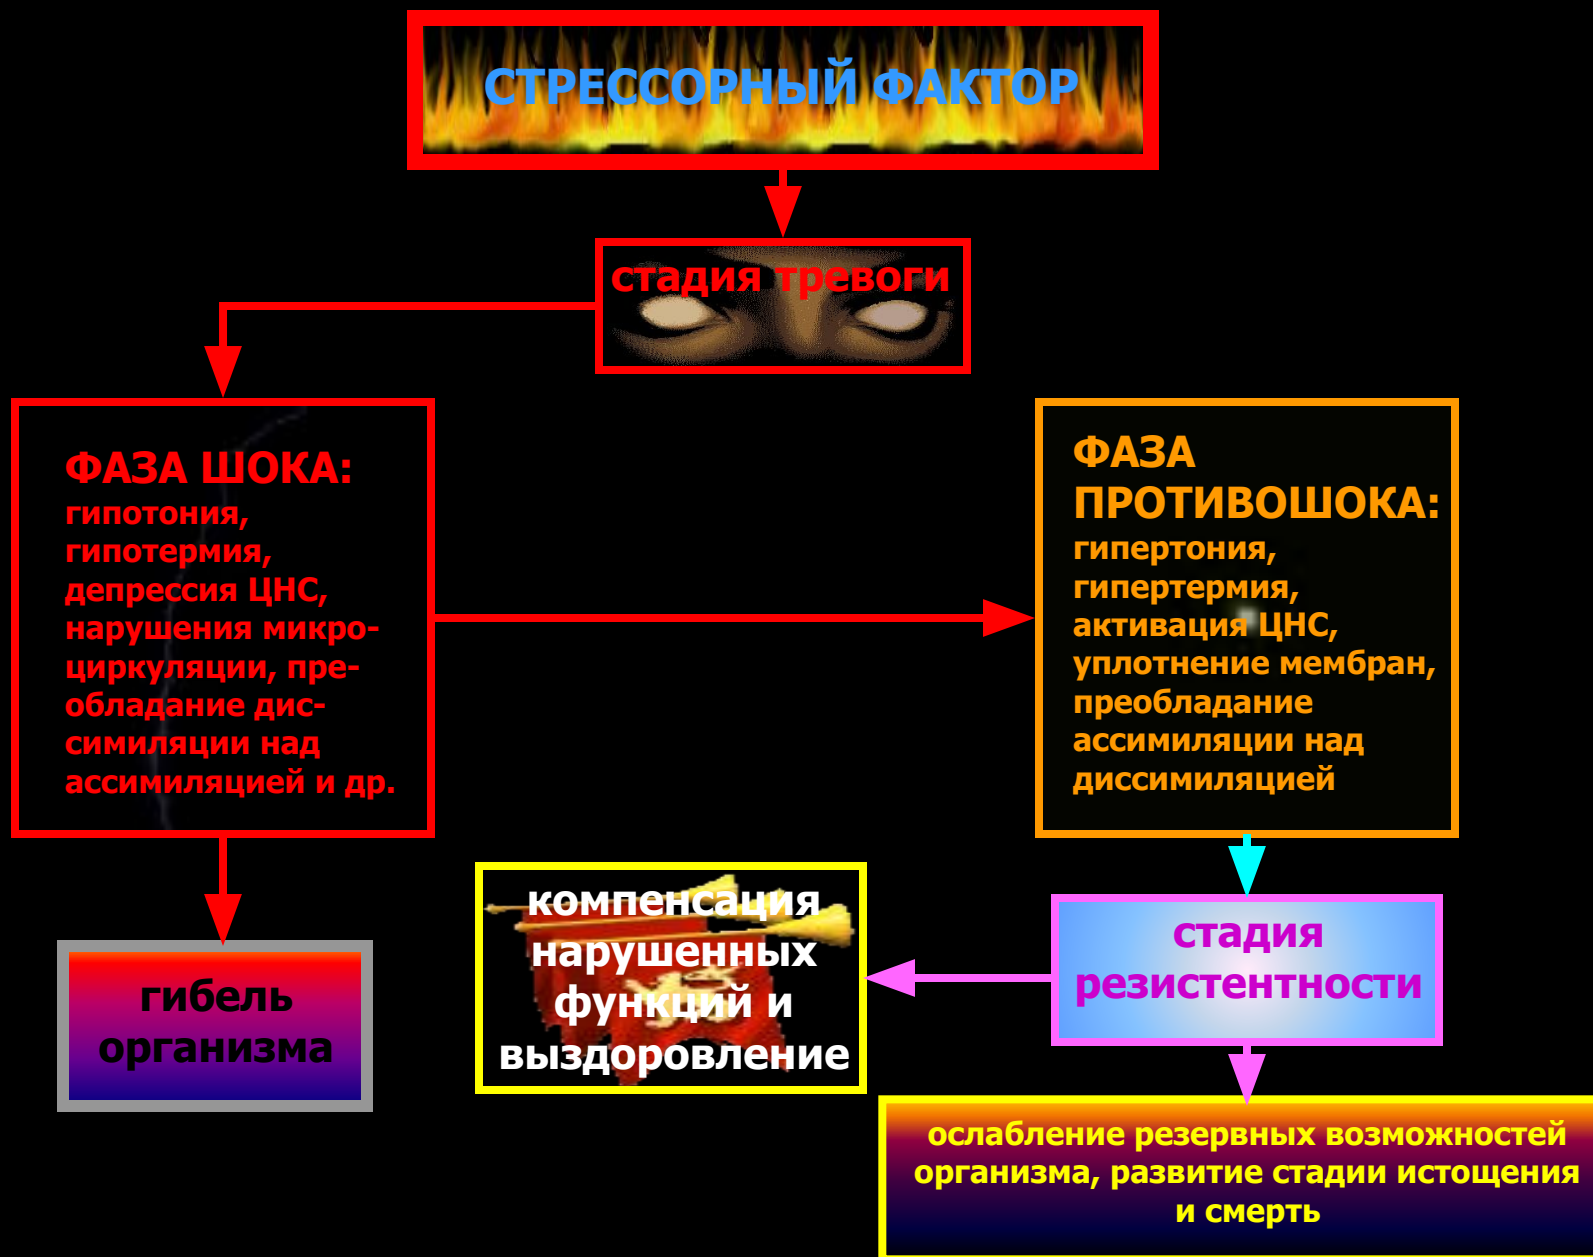 СТРЕССОРНЫЙ ФАКТОР
стадия тревоги
ФАЗА ШОКА:
гипотония,
гипотермия,
депрессия ЦНС,
нарушения микро-
циркуляции, пре-
обладание дис-
симиляции над
ассимиляцией и др.
ФАЗА
ПРОТИВОШОКА:
гипертония,
гипертермия,
активация ЦНС,
уплотнение мембран,
преобладание
ассимиляции над
диссимиляцией
гибель
организма
компенсация
нарушенных
функций и
выздоровление
стадия
резистентности
ослабление резервных возможностей
организма, развитие стадии истощения
и смерть